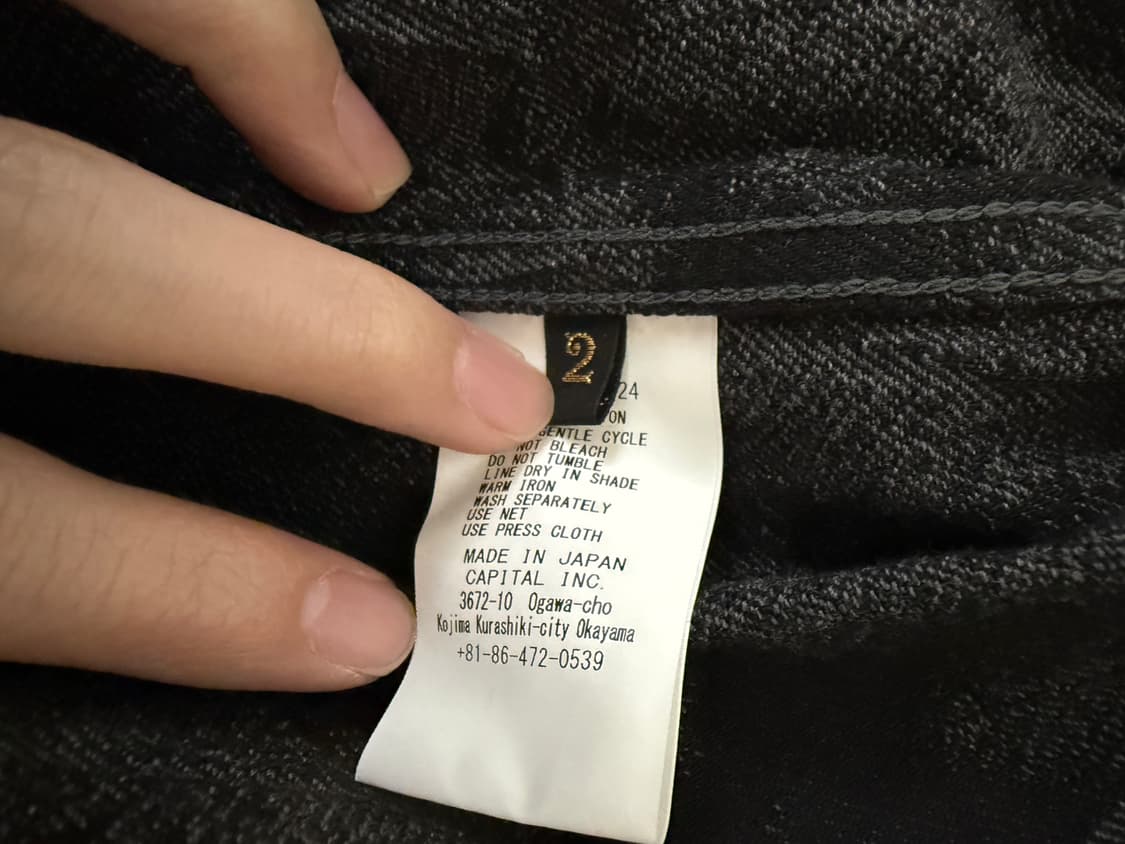 2
24
GENTLE CYCLE
NOT BLEACH
DO NOT TUMBLE
LINE DRY IN SHADE
WARM IRON
WASH SEPARATELY
USE NET
USE PRESS CLOTH
MADE IN JAPAN
CAPITAL INC.
3672-10 Ogawa-cho
Kojima Kurashiki-city Okayama
+81-86-472-0539